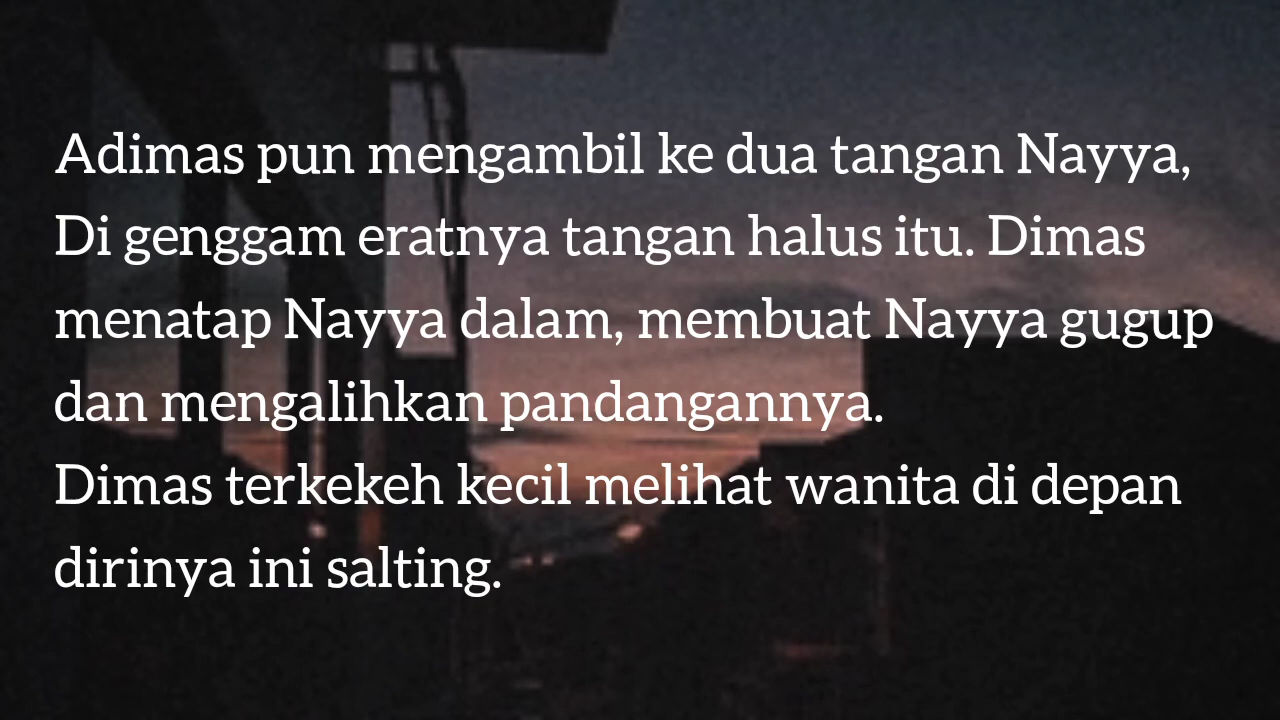 Adimas pun mengambil ke dua tangan Nayya,
Di genggam eratnya tangan halus itu. Dimas
menatap Nayya dalam, membuat Nayya gugup
dan mengalihkan pandangannya.
Dimas terkekeh kecil melihat wanita di depan
dirinya ini salting.